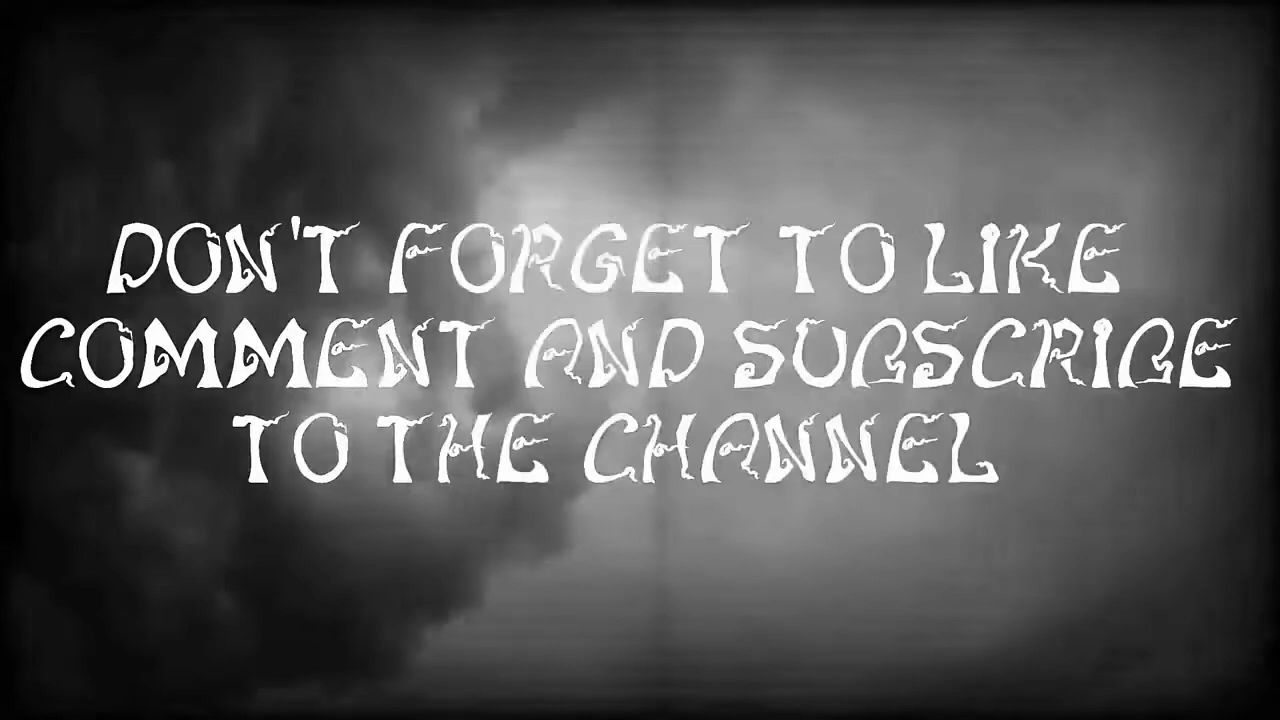 DON'T FORGET TO LIKE
COMMENT AND SUBSCRIBE
TO THE CHANNEL